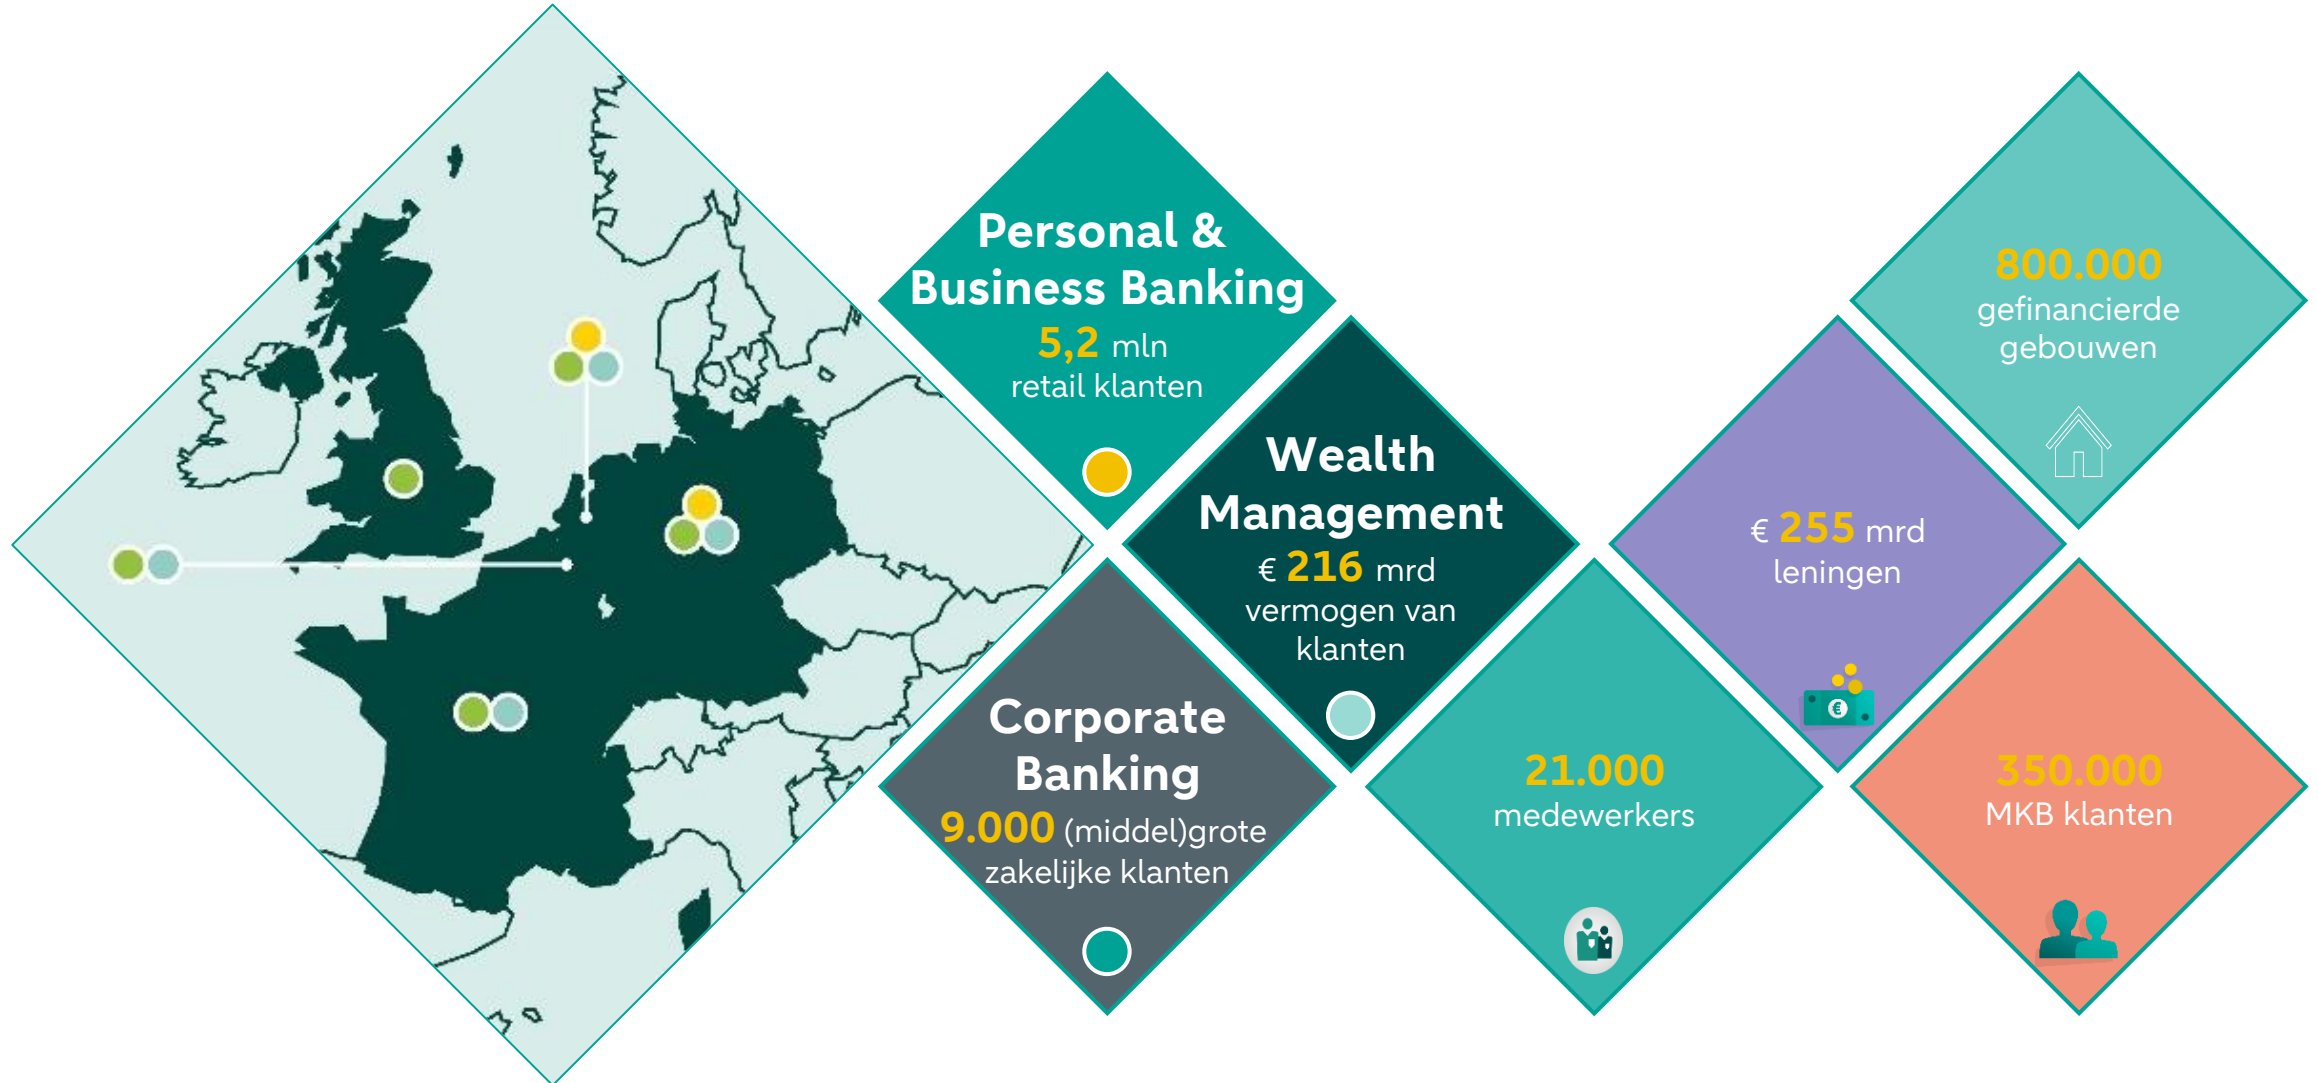 Personal &
Business Banking
5,2 mln
retail klanten
Wealth
Management
€ 216 mrd
vermogen van
klanten
Corporate
Banking
9.000 (middel)grote
zakelijke klanten
21.000
medewerkers
€ 255 mrd
leningen
€
800.000
gefinancierde
gebouwen
350.000
MKB klanten